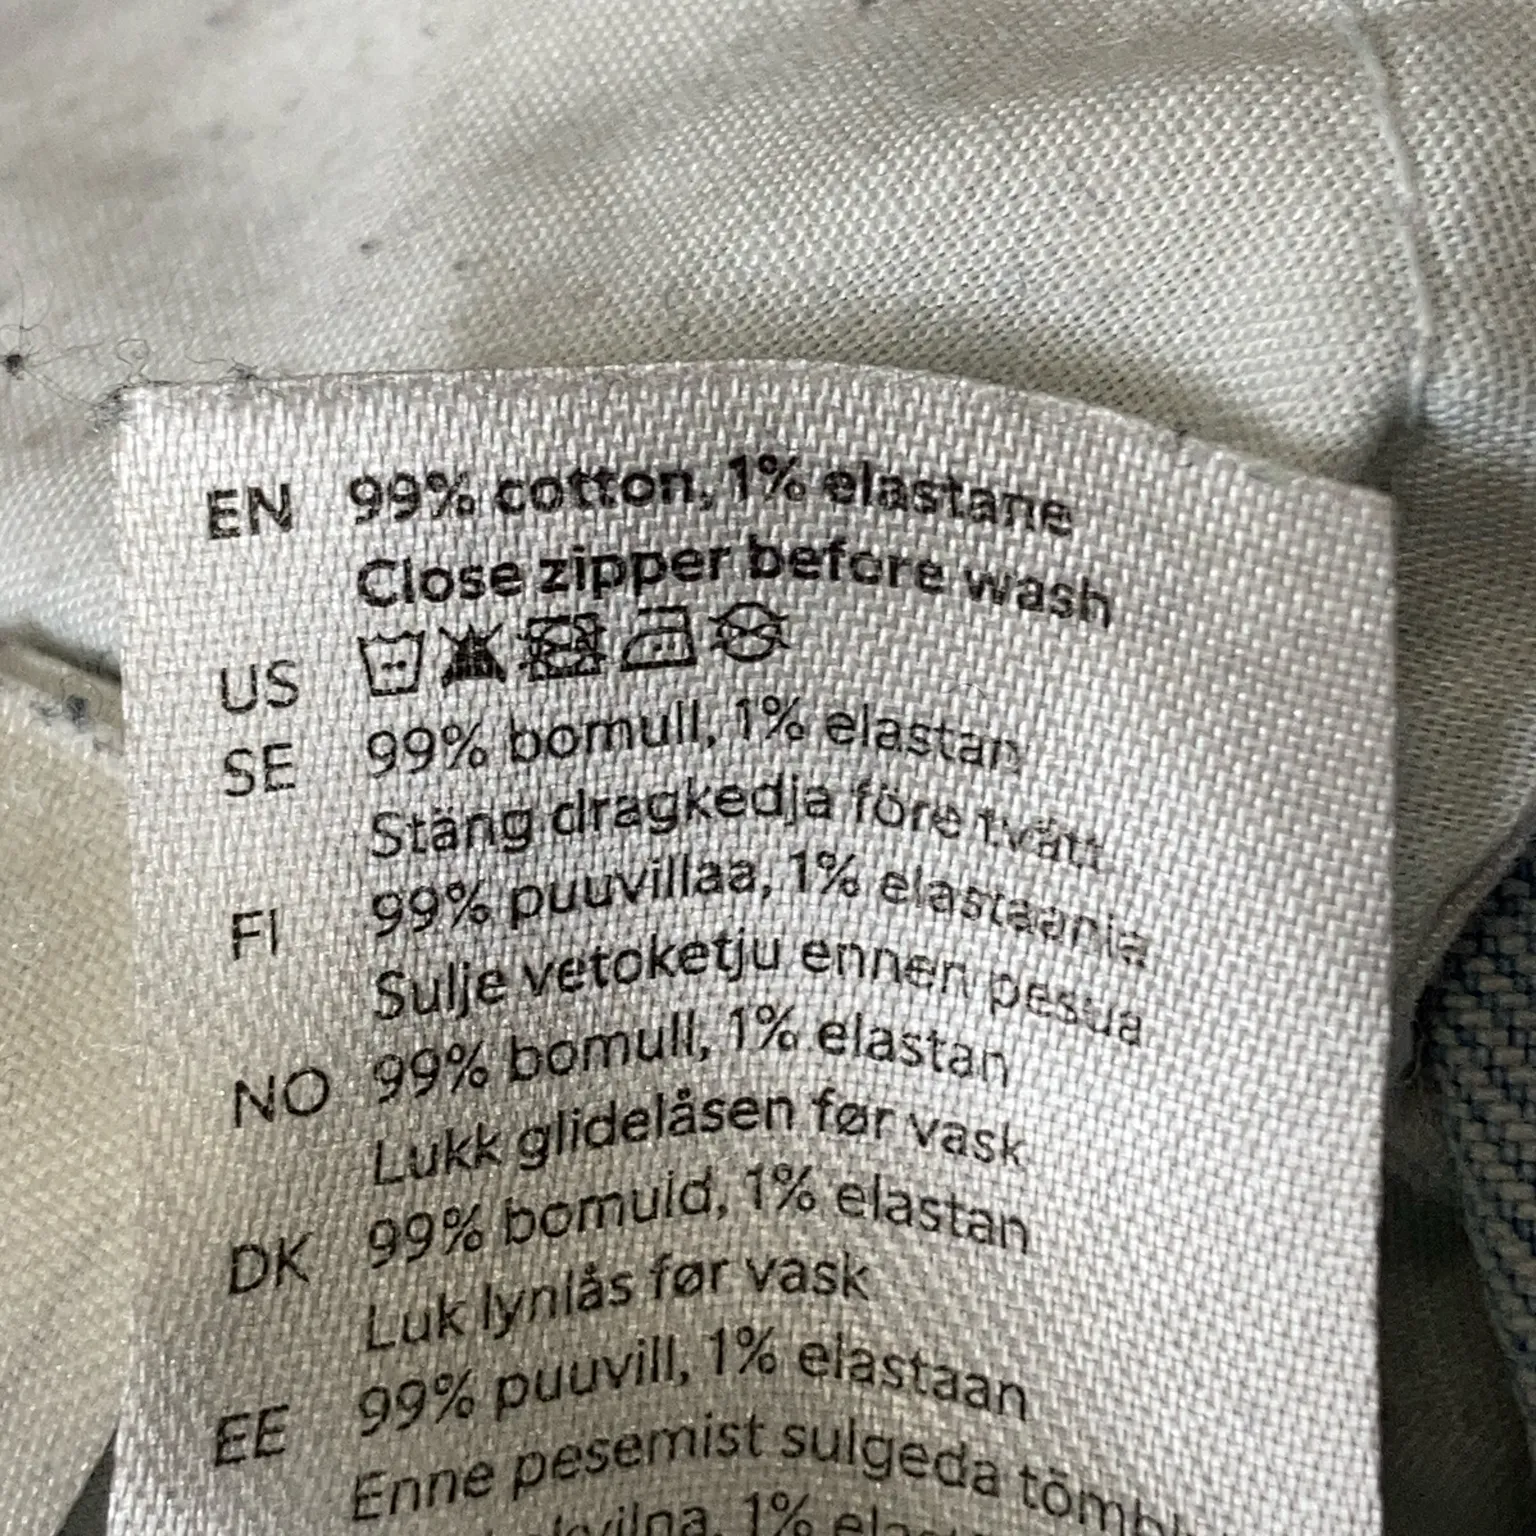 EN 99% cotton, 1% elastane
Close zipper before wash
US
SE 99% bomull, 1% elastan
Stäng dragkedja före tvätt
FI 99% puuvillaa, 1% elastaania
Sulje vetoketju ennen pesua
NO 99% bomull, 1% elastan
Lukk glidelåsen før vask
DK 99% bomuld, 1% elastan
Luk lynlås før vask
EE 99% puuvill, 1% elastaan
Enne pesemist sulgeda
1%